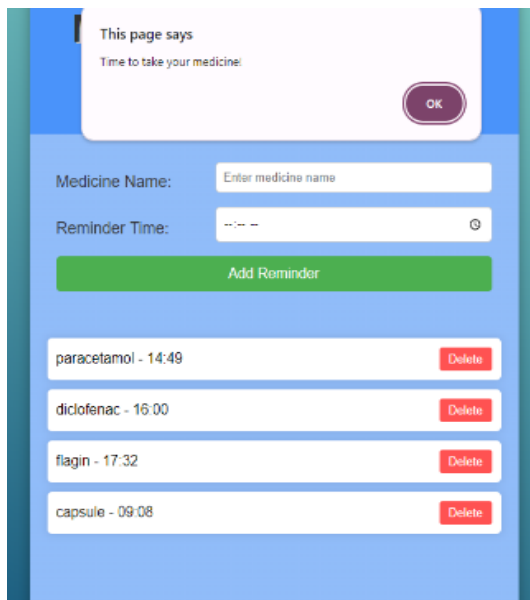 This page says
Time to take your medicine!
OK
Medicine Name:
Enter medicine name
Reminder Time:
--:-- --
Add Reminder
paracetamol - 14:49
Delete
diclofenac - 16:00
Delete
flagin - 17:32
Delete
capsule - 09:08
Delete